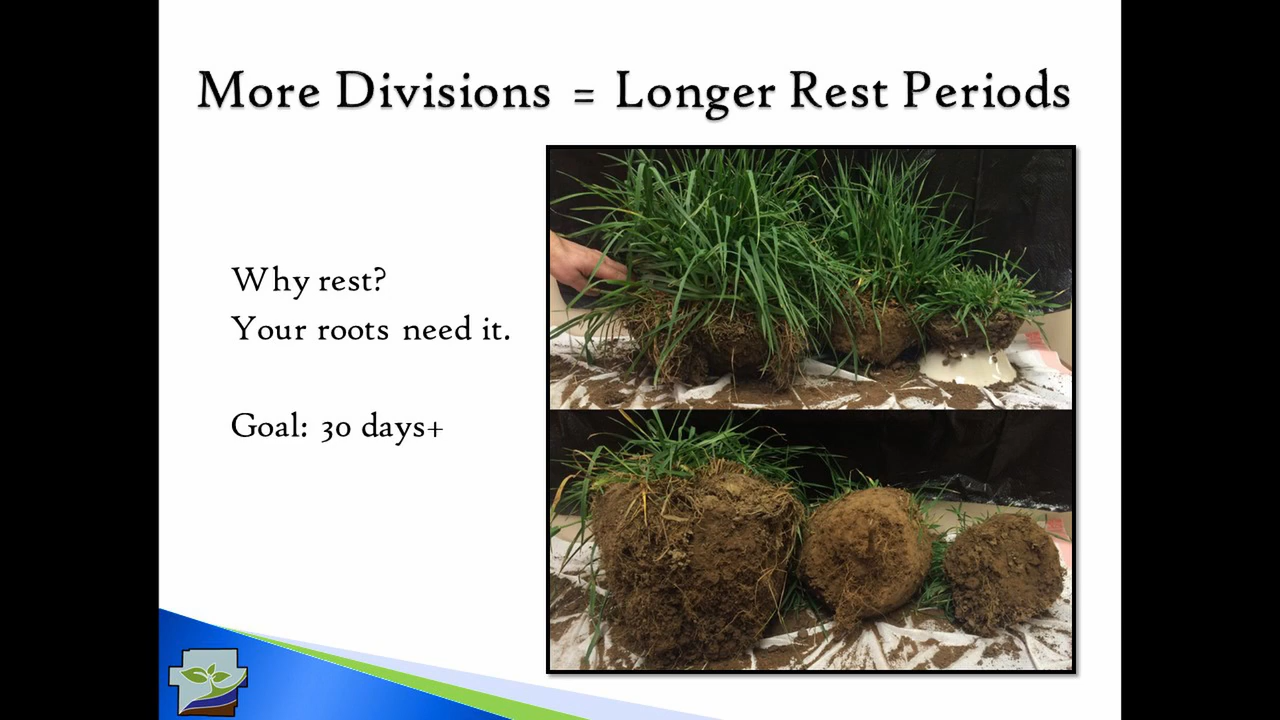 More Divisions = Longer Rest Periods
Why rest?
Your roots need it.
Goal: 30 days+